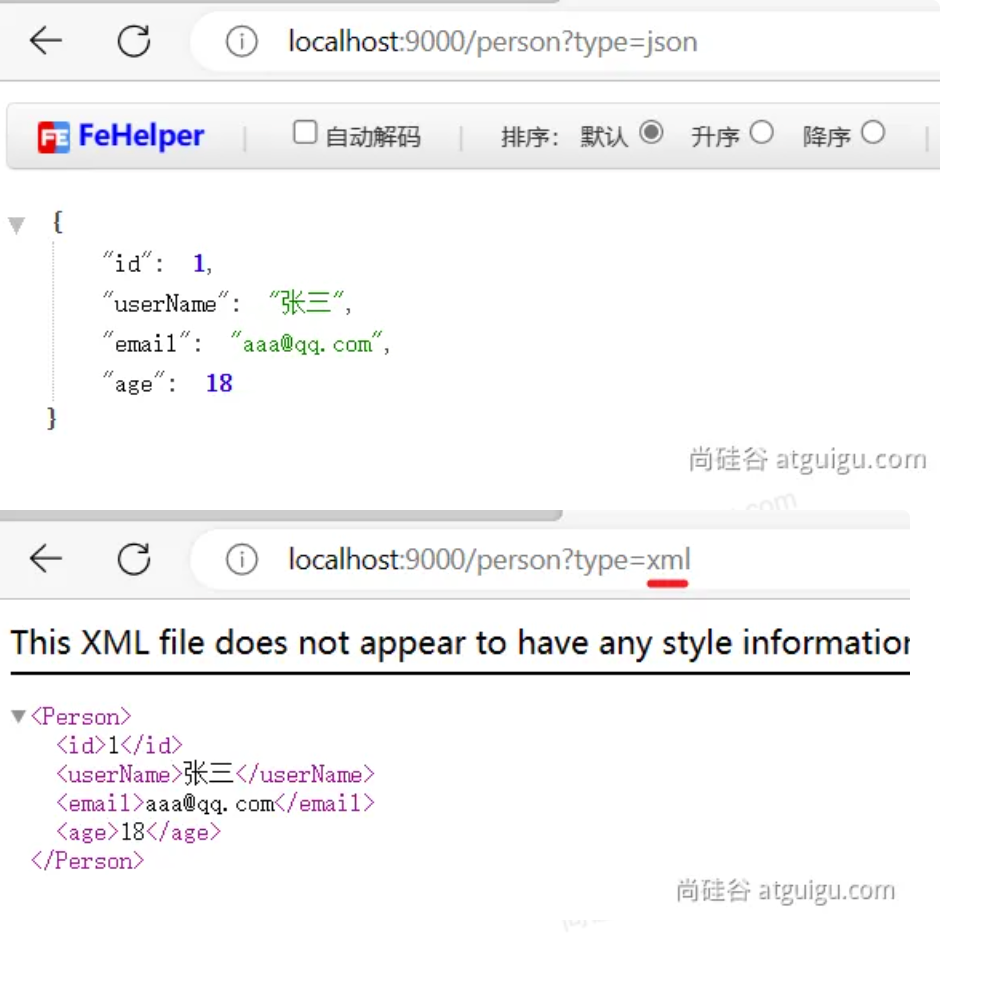 localhost:9000/person?type=json
FeHelper | 自动解码 | 排序: 默认 升序 降序 |
{
"id": 1,
"userName": "张三",
"email": "aaa@qq.com",
"age": 18
}
尚硅谷 atguigu.com
localhost:9000/person?type=xml
This XML file does not appear to have any style information
<Person>
<id>1</id>
<userName>张三</userName>
<email>aaa@qq.com</email>
<age>18</age>
</Person>
尚硅谷 atguigu.com